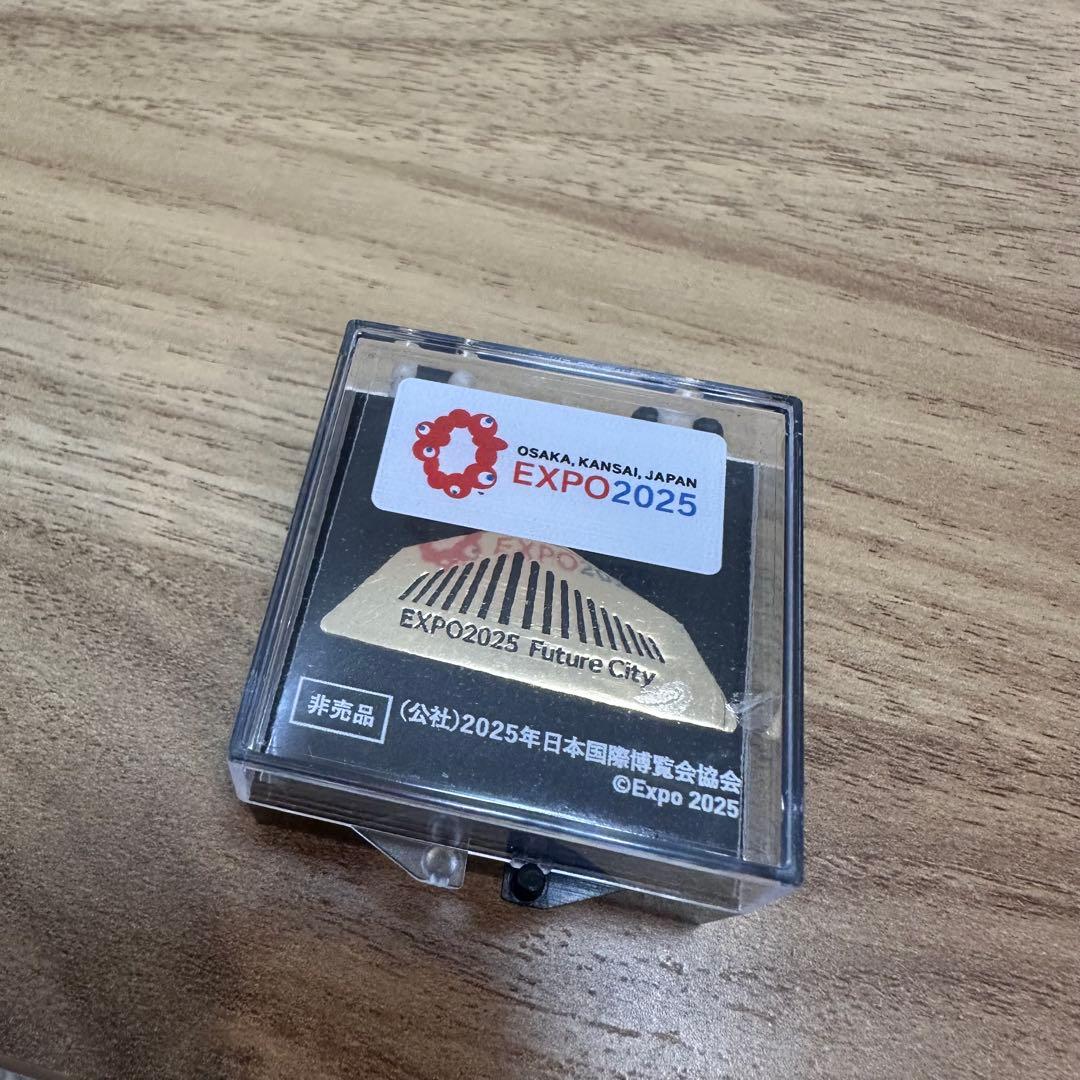 OSAKA, KANSAI, JAPAN
EXPO2025
EXPO2025 Future City
非売品
(公社)2025年日本国際博覧会協会
©Expo 2025